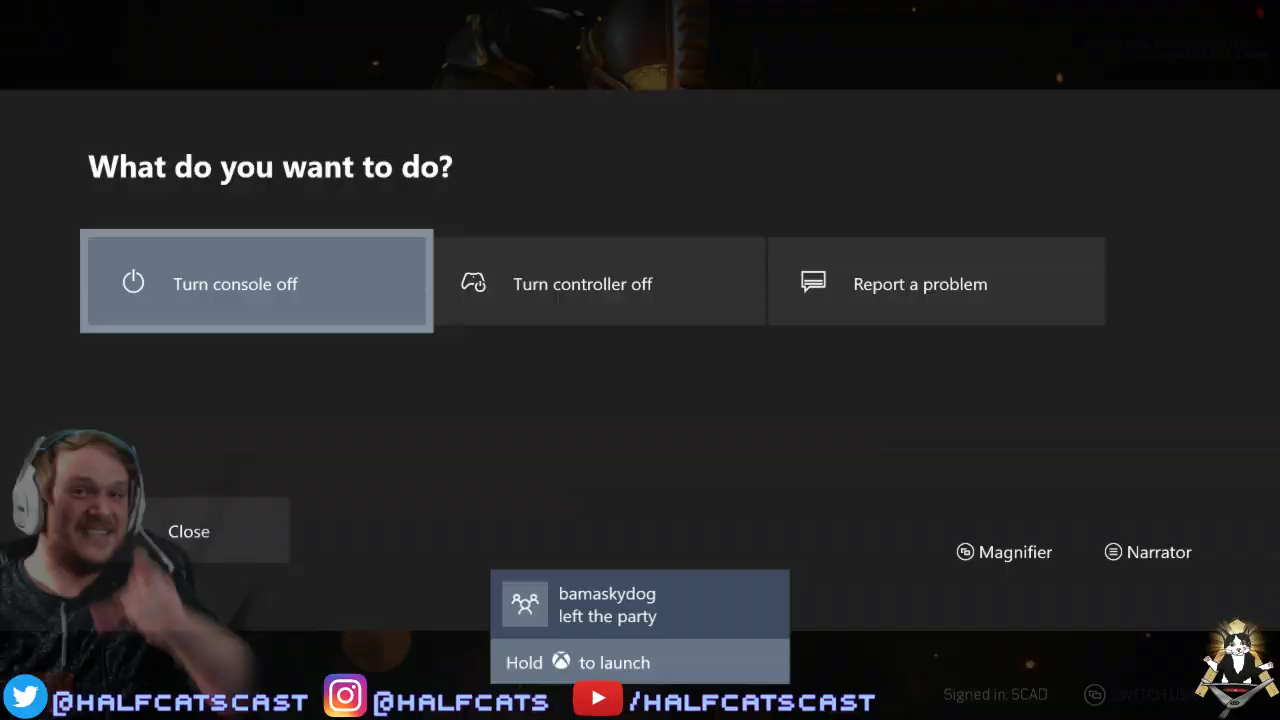 What do you want to do?
Turn console off
Turn controller off
Report a problem
Close
Magnifier
Narrator
bamaskydog
left the party
Hold to launch
Signed in: SCAD
@HALFCATSCAST
@HALFCATS
/HALFCATSCAST